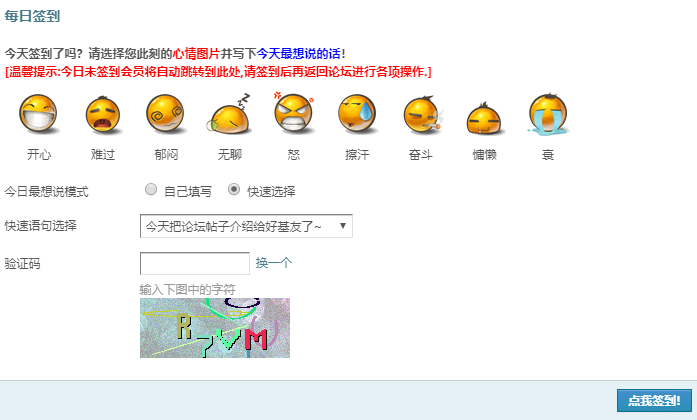 每日签到
今天签到了吗?请选择您此刻的心情图片并写下今天最想说的话!
[温馨提示:今日未签到会员将自动跳转到此处,请签到后再返回论坛进行各项操作.]
开心 难过 郁闷 无聊 怒 擦汗 奋斗 慵懒 衰
今日最想说模式 自己填写 快速选择
快速语句选择 今天把论坛帖子介绍给好基友了~
验证码 换一个
输入下图中的字符
R7VM
点我签到!